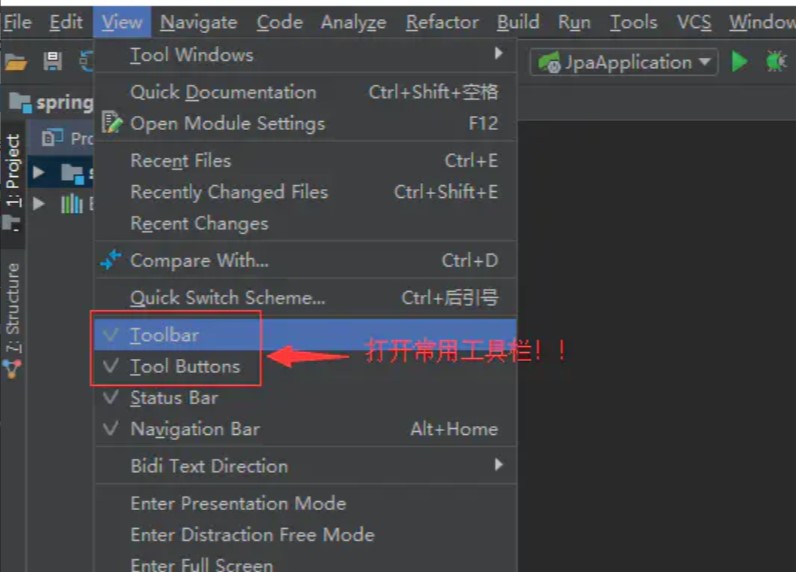 File Edit View Navigate Code Analyze Refactor Build Run Tools VCS Window
Tool Windows
JpaApplication
Quick Documentation Ctrl+Shift+空格
spring
Open Module Settings F12
1: Project
Recent Files Ctrl+E
Recently Changed Files Ctrl+Shift+E
Recent Changes
Compare With... Ctrl+D
Quick Switch Scheme... Ctrl+后引号
7: Structure
Toolbar
打开常用工具栏！！
Tool Buttons
Status Bar
Navigation Bar Alt+Home
Bidi Text Direction
Enter Presentation Mode
Enter Distraction Free Mode
Enter Full Screen